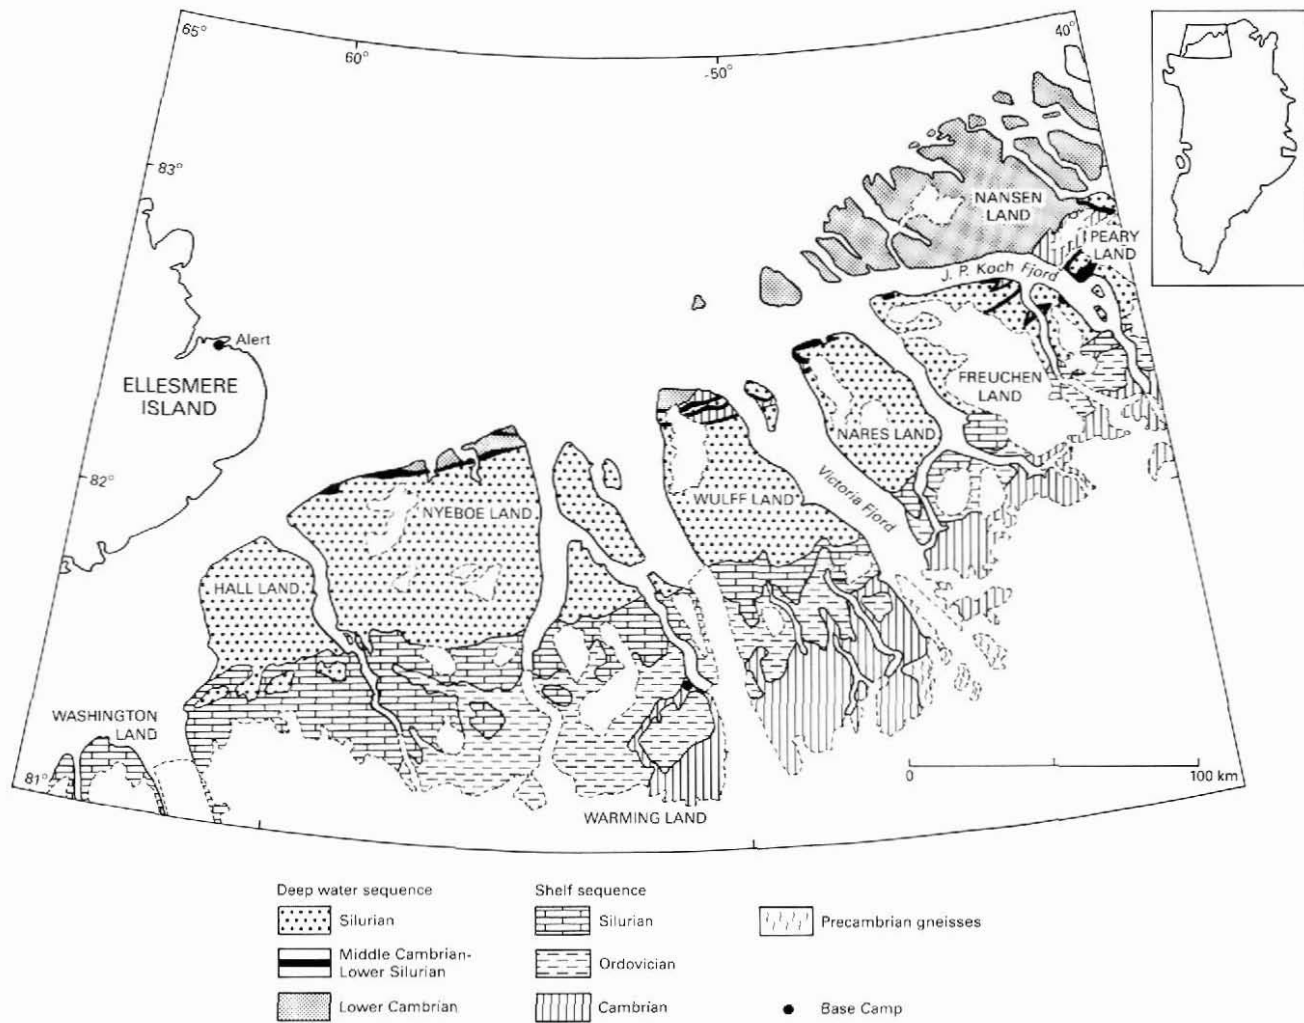 65°
60°
-50°
40°
83°
NANSEN
LAND
PEARY
LAND
J. P. Koch Fjord
Alert
ELLESMERE
ISLAND
FREUCHEN
LAND
NARES LAND
82°
Victoria Fjord
WULFF LAND
NYEBOE LAND
HALL LAND
WASHINGTON
LAND
81°
0
100 km
WARMING LAND
Deep water sequence
Silurian
Middle Cambrian-
Lower Silurian
Lower Cambrian
Shelf sequence
Silurian
Ordovician
Cambrian
Precambrian gneisses
Base Camp